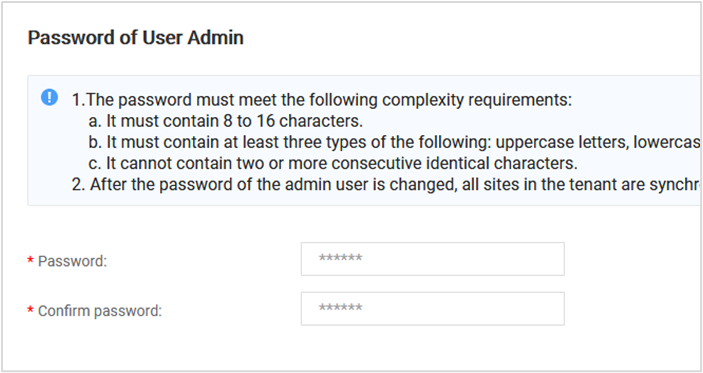 Password of User Admin
1.The password must meet the following complexity requirements:
a. It must contain 8 to 16 characters.
b. It must contain at least three types of the following: uppercase letters, lowercas
c. It cannot contain two or more consecutive identical characters.
2. After the password of the admin user is changed, all sites in the tenant are synchr
* Password: ******
* Confirm password: ******